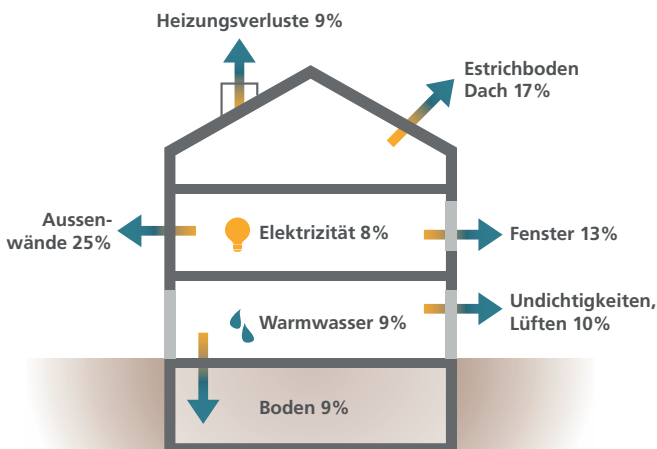 Heizungsverluste 9%
Estrichboden
Dach 17%
Aussen-
wände 25%
Elektrizität 8%
Fenster 13%
Undichtigkeiten,
Lüften 10%
Warmwasser 9%
Boden 9%